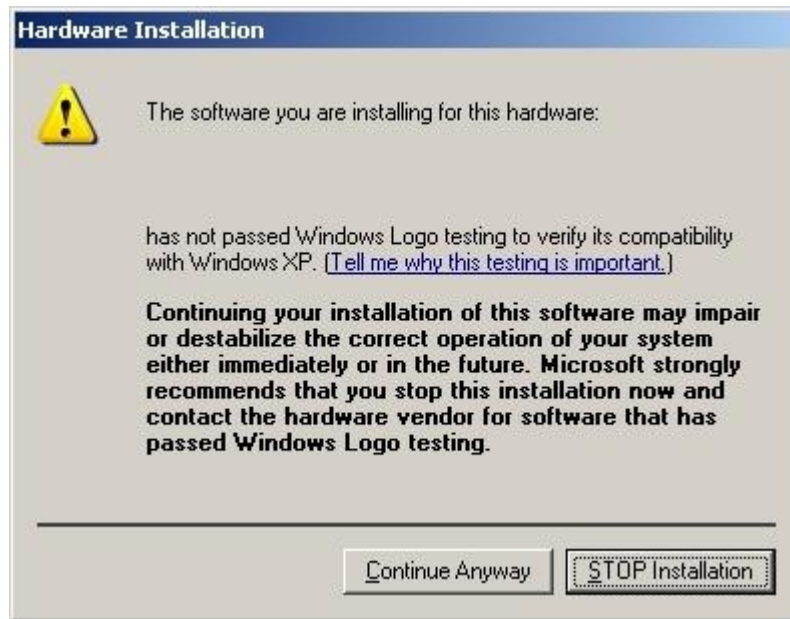 Hardware Installation
The software you are installing for this hardware:
has not passed Windows Logo testing to verify its compatibility
with Windows XP. (Tell me why this testing is important.)
Continuing your installation of this software may impair
or destabilize the correct operation of your system
either immediately or in the future. Microsoft strongly
recommends that you stop this installation now and
contact the hardware vendor for software that has
passed Windows Logo testing.
Continue Anyway
STOP Installation